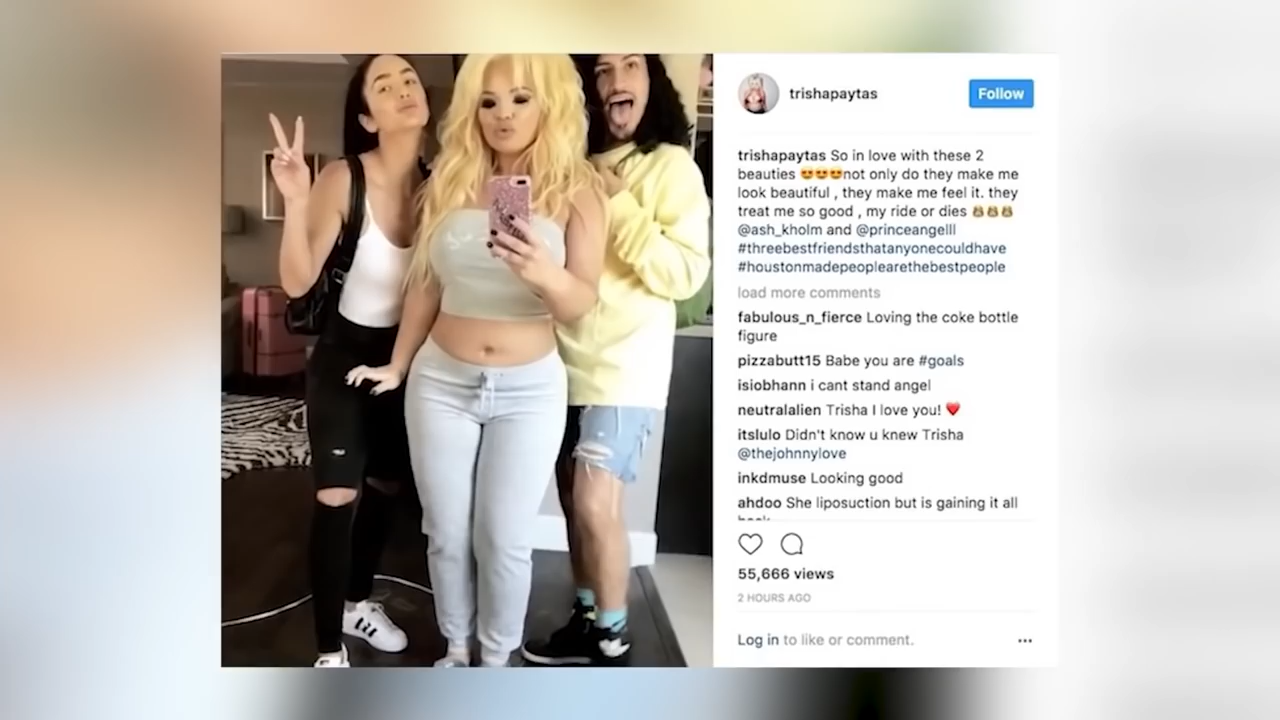 trishapaytas
Follow
trishapaytas So in love with these 2
beauties 😍😍😍not only do they make me
look beautiful , they make me feel it. they
treat me so good , my ride or dies
@ash_kholm and @princeangelll
#threebestfriendsthatanyonecouldhave
#houstonmadepeoplearethebestpeople
load more comments
fabulous_n_fierce Loving the coke bottle
figure
pizzabutt15 Babe you are #goals
isiobhann i cant stand angel
neutralalien Trisha I love you! ❤️
itslulo Didn't know u knew Trisha
@thejohnnylove
inkdmuse Looking good
ahdoo She liposuction but is gaining it all
55,666 views
2 HOURS AGO
Log in to like or comment.